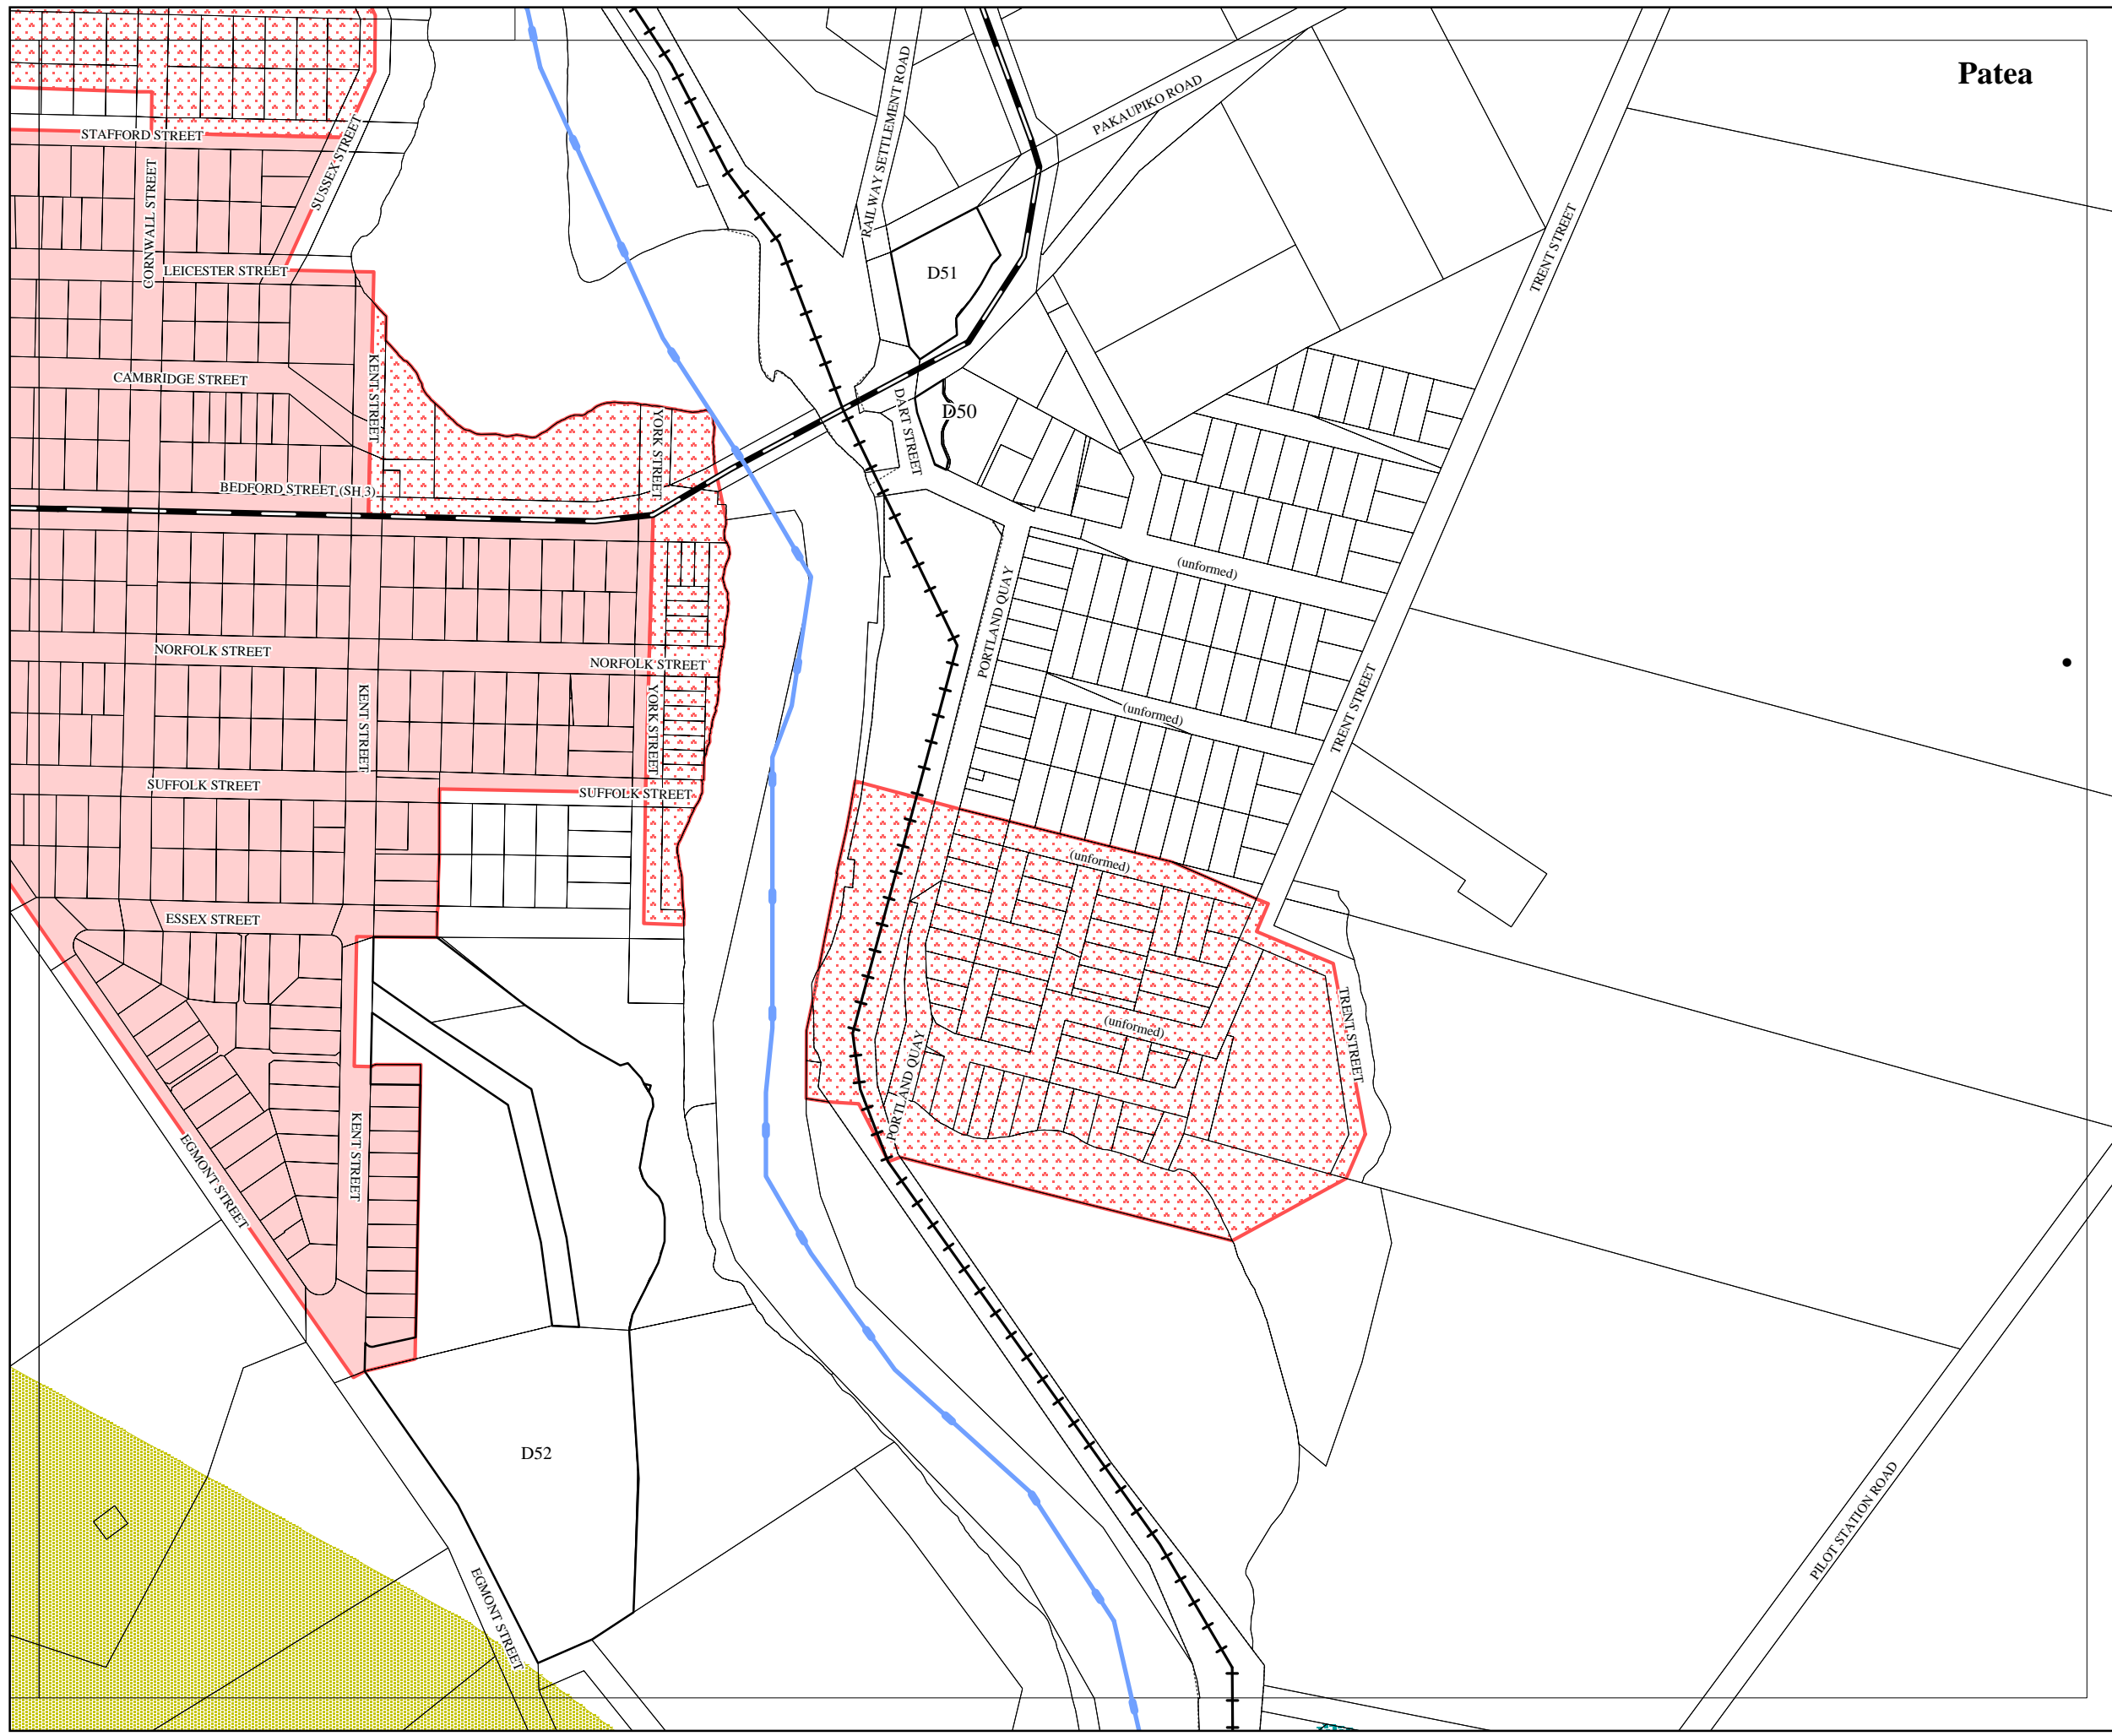 Patea
RAILWAY SETTLEMENT ROAD
PAKAUPIKO ROAD
STAFFORD STREET
SUSSEX STREET
CORNWALL STREET
TRENT STREET
LEICESTER STREET
D51
CAMBRIDGE STREET
KENT STREET
D50
DART STREET
YORK STREET
BEDFORD STREET (SH 3)
(unformed)
PORTLAND QUAY
NORFOLK STREET
NORFOLK STREET
KENT STREET
YORK STREET
(unformed)
TRENT STREET
SUFFOLK STREET
SUFFOLK STREET
(unformed)
ESSEX STREET
(unformed)
TRENT STREET
PORTLAND QUAY
KENT STREET
EGMONT STREET
D52
PILOT STATION ROAD
EGMONT STREET